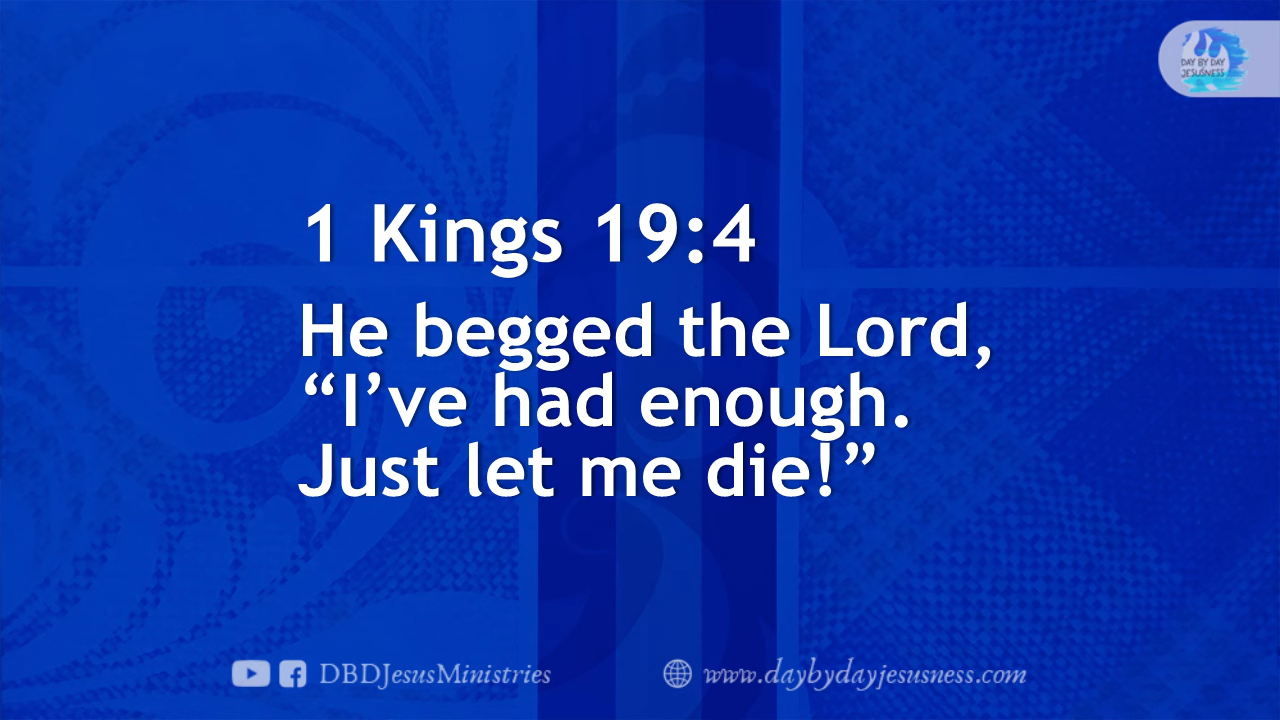 DAY BY DAY
JESUSNESS
1 Kings 19:4
He begged the Lord,
“I’ve had enough.
Just let me die!”
DBDJesusMinistries
www.daybydayjesusness.com